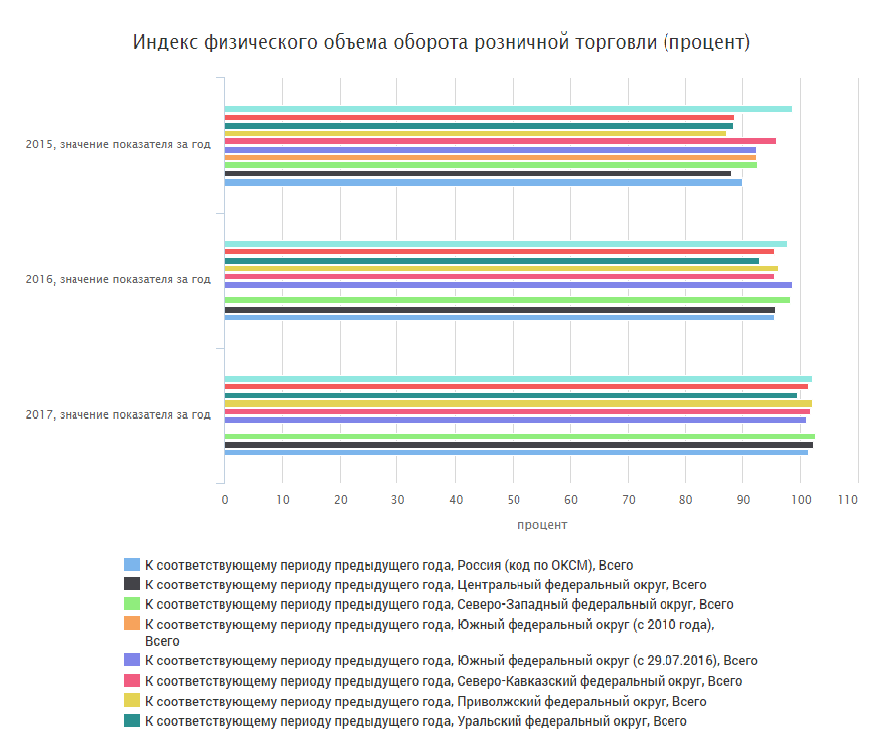 Индекс физического объема оборота розничной торговли (процент)
2015, значение показателя за год
2016, значение показателя за год
2017, значение показателя за год
0 10 20 30 40 50 60 70 80 90 100 110
процент
К соответствующему периоду предыдущего года, Россия (код по ОКСМ), Всего
К соответствующему периоду предыдущего года, Центральный федеральный округ, Всего
К соответствующему периоду предыдущего года, Северо-Западный федеральный округ, Всего
К соответствующему периоду предыдущего года, Южный федеральный округ (с 2010 года),
Всего
К соответствующему периоду предыдущего года, Южный федеральный округ (с 29.07.2016), Всего
К соответствующему периоду предыдущего года, Северо-Кавказский федеральный округ, Всего
К соответствующему периоду предыдущего года, Приволжский федеральный округ, Всего
К соответствующему периоду предыдущего года, Уральский федеральный округ, Всего